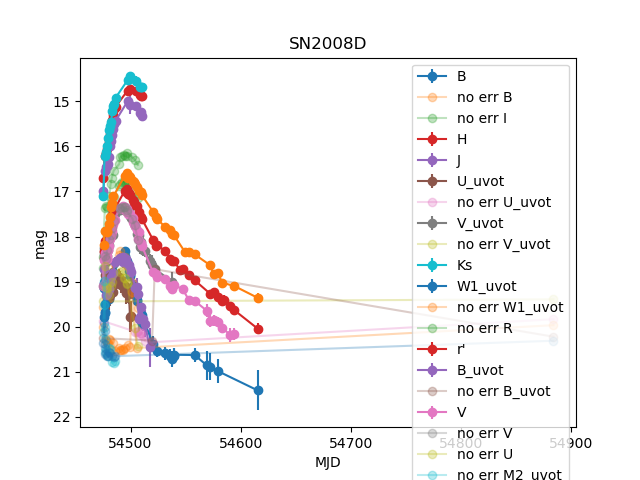 SN2008D
mag
15
16
17
18
19
20
21
22
54500
54600
54700
54800
54900
MJD
B
no err B
no err I
H
J
U_uvot
no err U_uvot
V_uvot
no err V_uvot
Ks
W1_uvot
no err W1_uvot
no err R
r'
B_uvot
no err B_uvot
V
no err V
no err U
no err M2_uvot